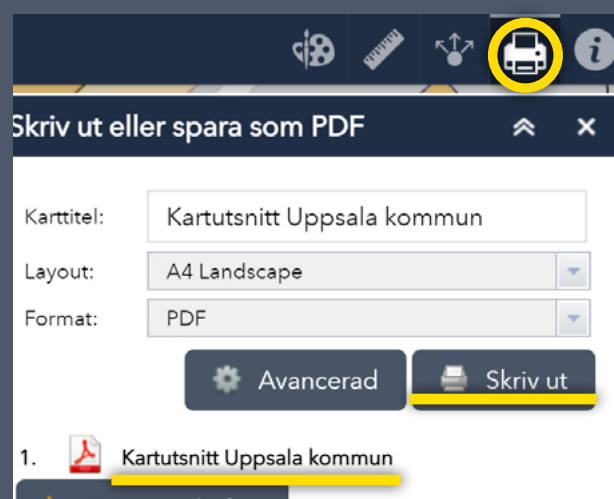 Skriv ut eller spara som PDF
Karttitel: Kartutsnitt Uppsala kommun
Layout: A4 Landscape
Format: PDF
Avancerad Skriv ut
1. Kartutsnitt Uppsala kommun